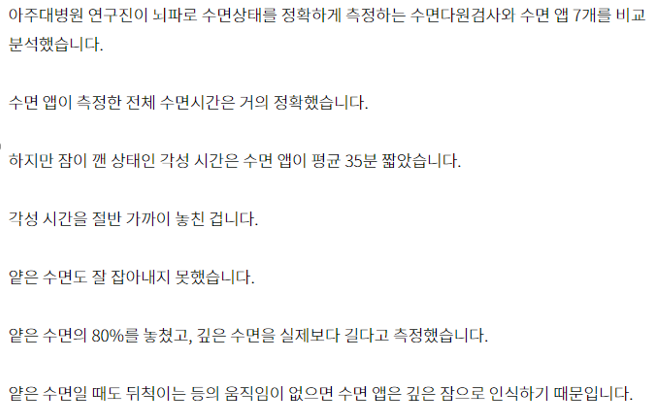 아주대병원 연구진이 뇌파로 수면상태를 정확하게 측정하는 수면다원검사와 수면 앱 7개를 비교
분석했습니다.
수면 앱이 측정한 전체 수면시간은 거의 정확했습니다.
하지만 잠이 깬 상태인 각성 시간은 수면 앱이 평균 35분 짧았습니다.
각성 시간을 절반 가까이 놓친 겁니다.
얕은 수면도 잘 잡아내지 못했습니다.
얕은 수면의 80%를 놓쳤고, 깊은 수면을 실제보다 길다고 측정했습니다.
얕은 수면일 때도 뒤척이는 등의 움직임이 없으면 수면 앱은 깊은 잠으로 인식하기 때문입니다.